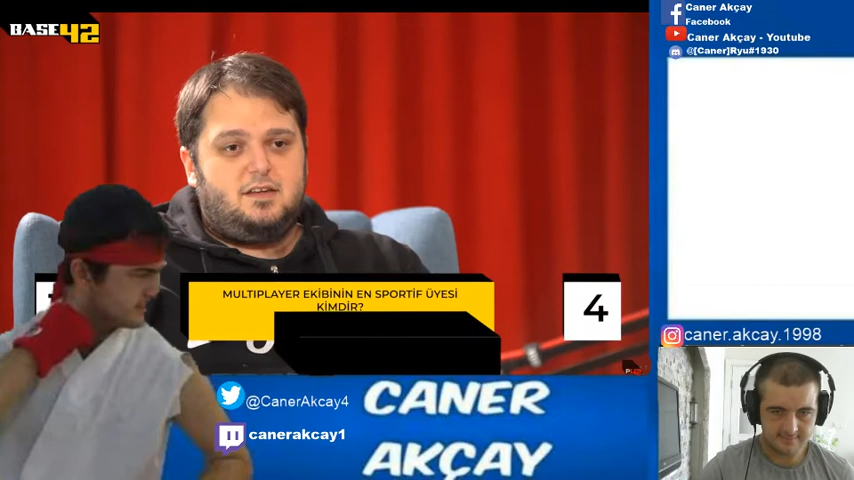 BASE42
MULTIPLAYER EKİBİNİN EN SPORTİF ÜYESİ
KİMDİR?
4
Caner Akçay
Facebook
Caner Akçay - Youtube
@[Caner]Ryu#1930
caner.akcay.1998
@CanerAkcay4
canerakcay1
CANER
AKÇAY